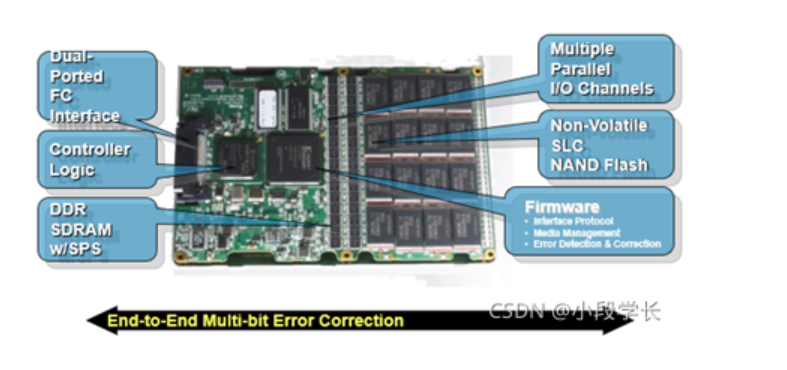 Dual-
Ported
FC
Interface
Controller
Logic
DDR
SDRAM
w/SPS
Multiple
Parallel
I/O Channels
Non-Volatile
SLC
NAND Flash
Firmware
• Interface Protocol
• Media Management
• Error Detection & Correction
End-to-End Multi-bit Error Correction
CSDN @小段学长